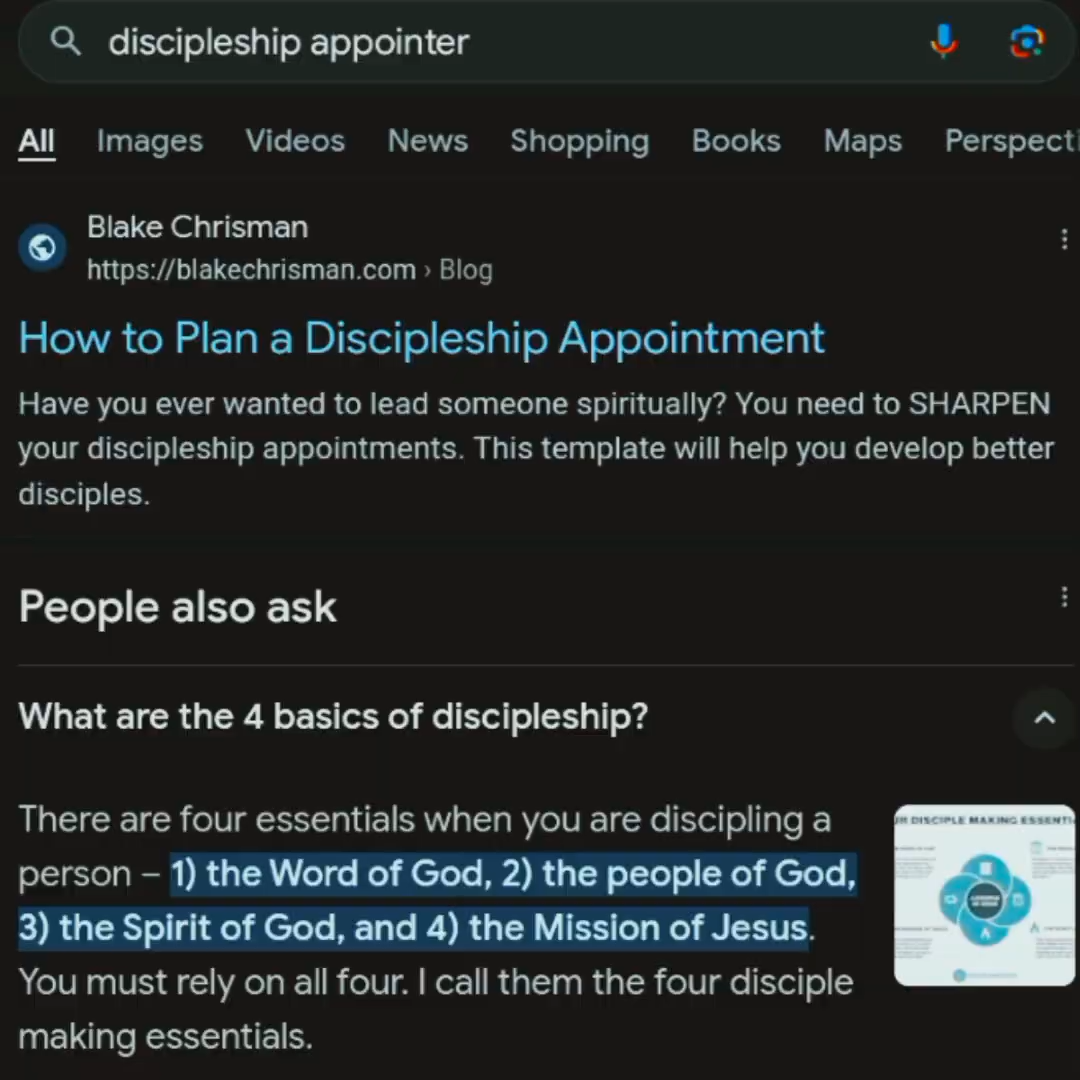 discipleship appointer
All Images Videos News Shopping Books Maps Perspecti
Blake Chrisman
https://blakechrisman.com › Blog
How to Plan a Discipleship Appointment
Have you ever wanted to lead someone spiritually? You need to SHARPEN
your discipleship appointments. This template will help you develop better
disciples.
People also ask
What are the 4 basics of discipleship?
There are four essentials when you are discipling a
person – 1) the Word of God, 2) the people of God,
3) the Spirit of God, and 4) the Mission of Jesus.
You must rely on all four. I call them the four disciple
making essentials.
DISCIPLE MAKING ESSENTI